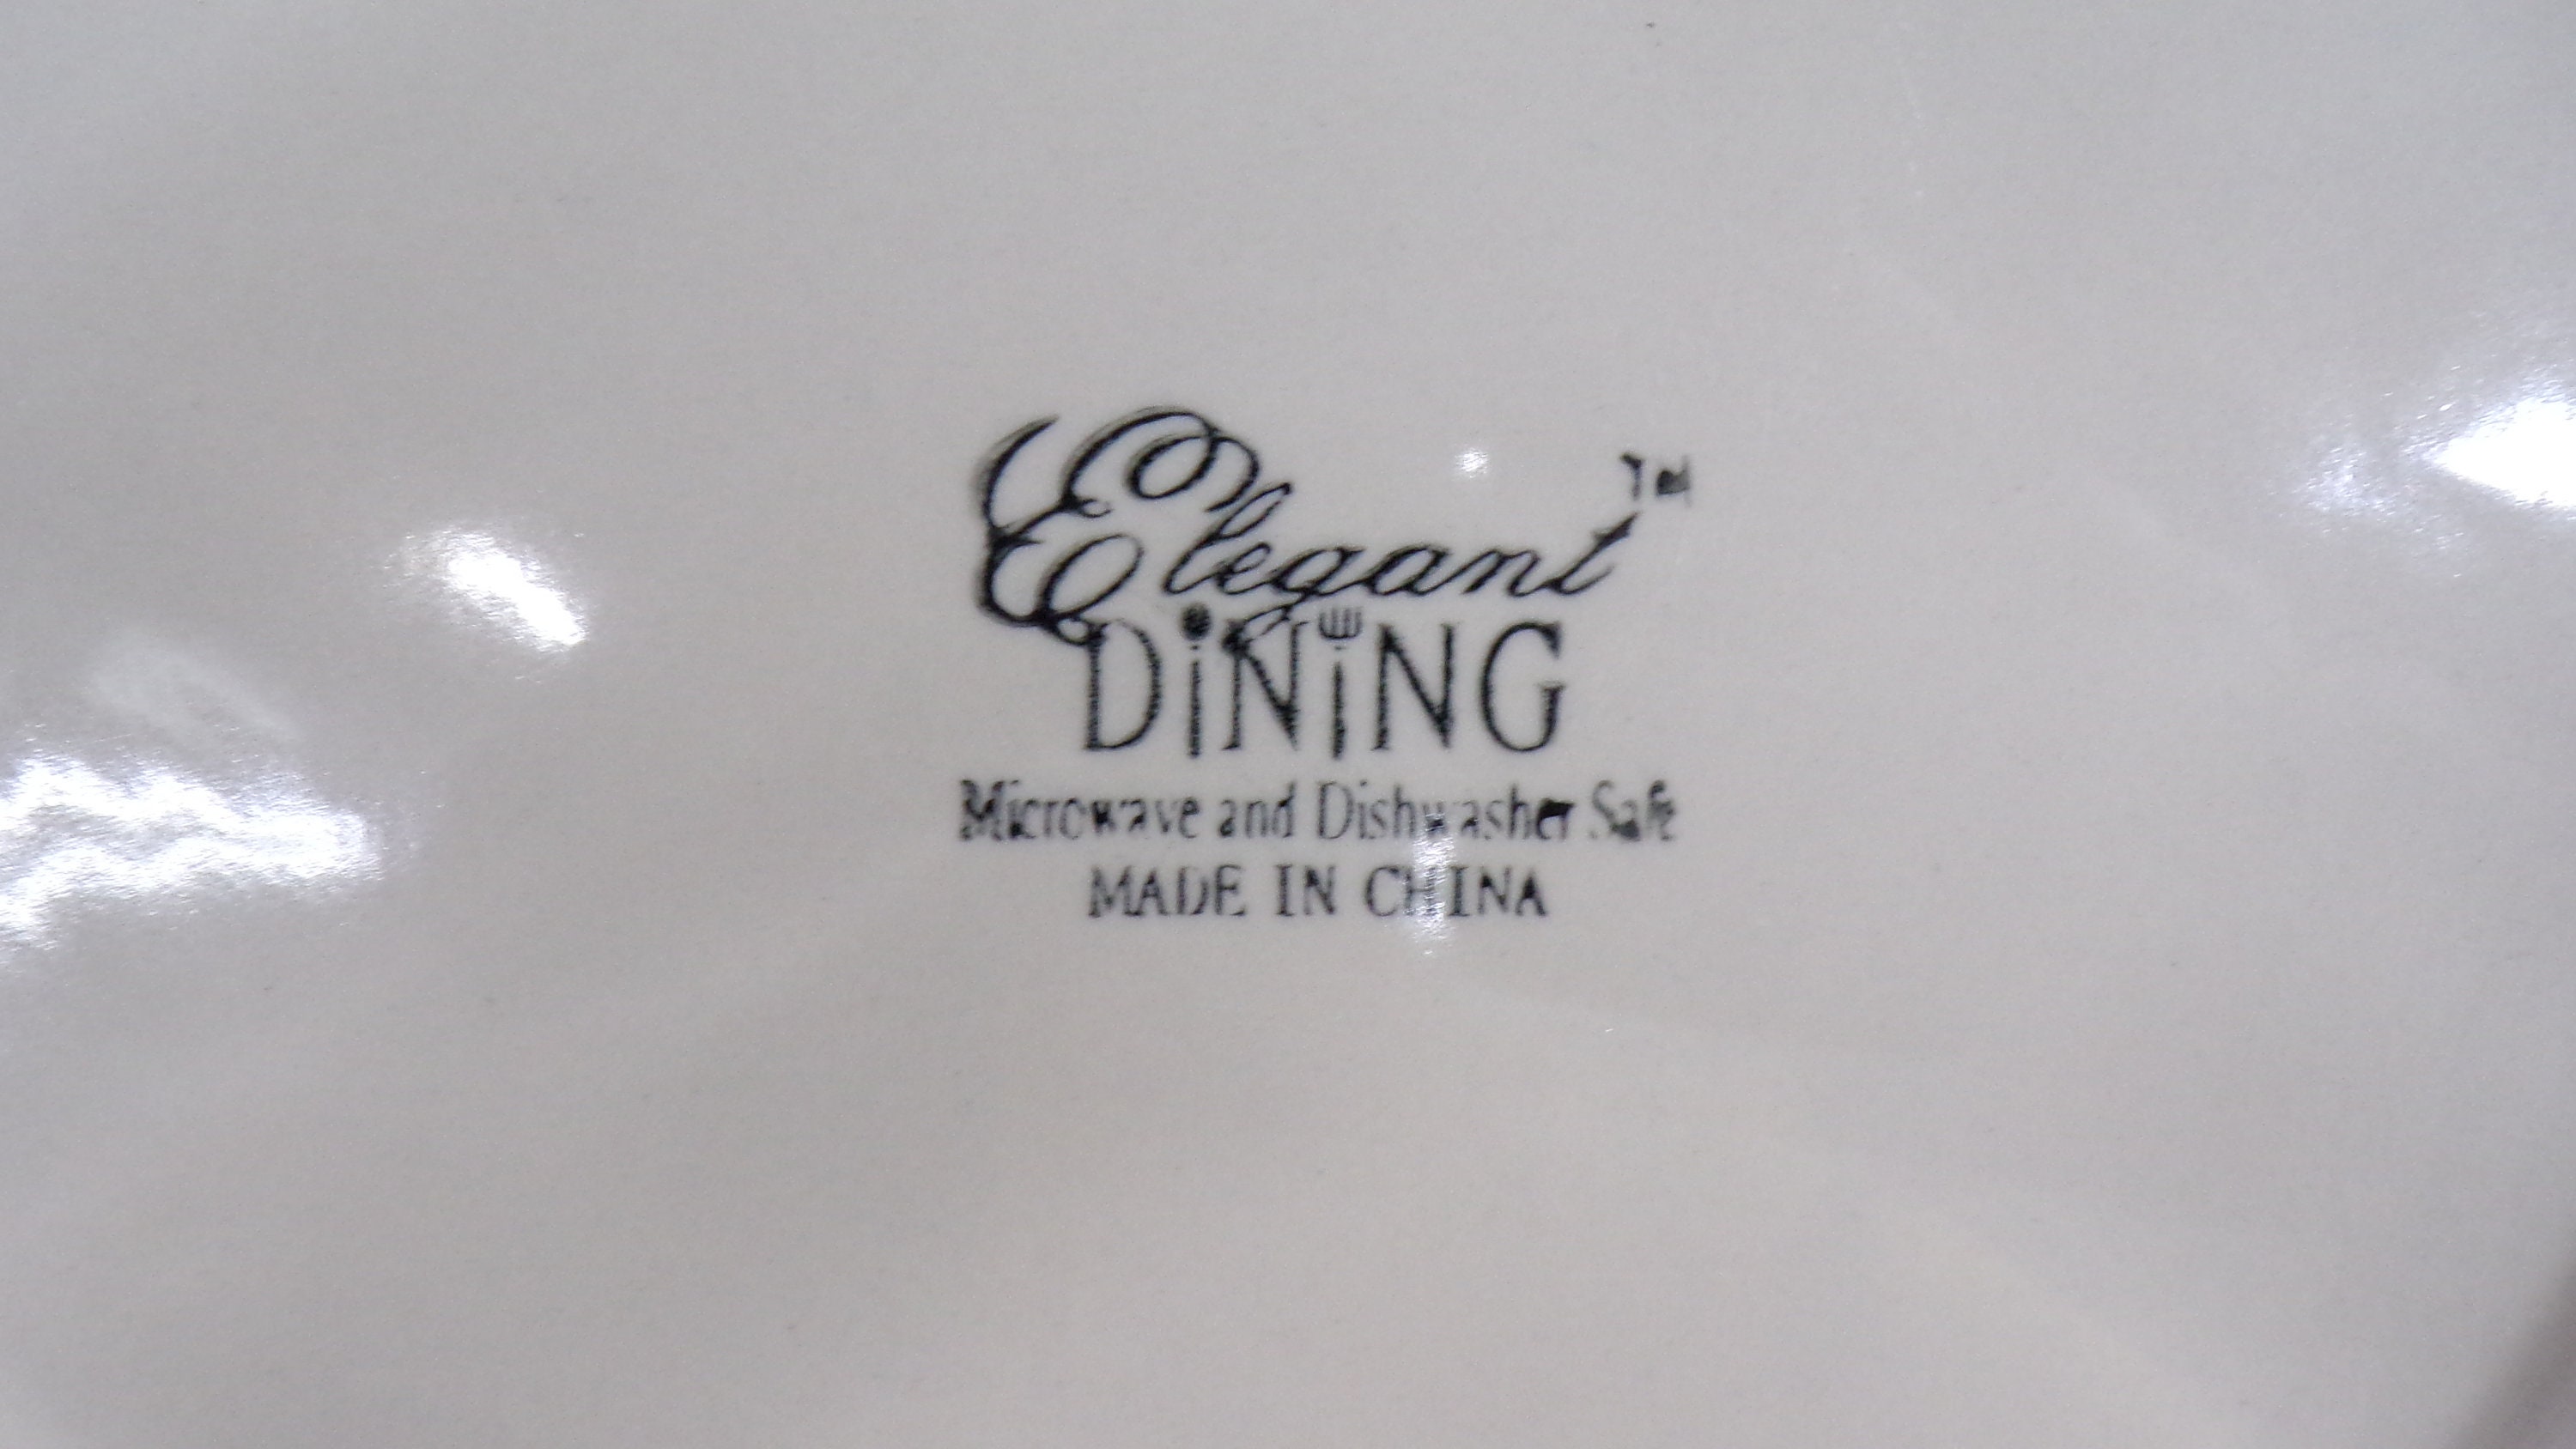 Elegant™
DiNiNG
Microwave and Dishwasher Safe
MADE IN CHINA